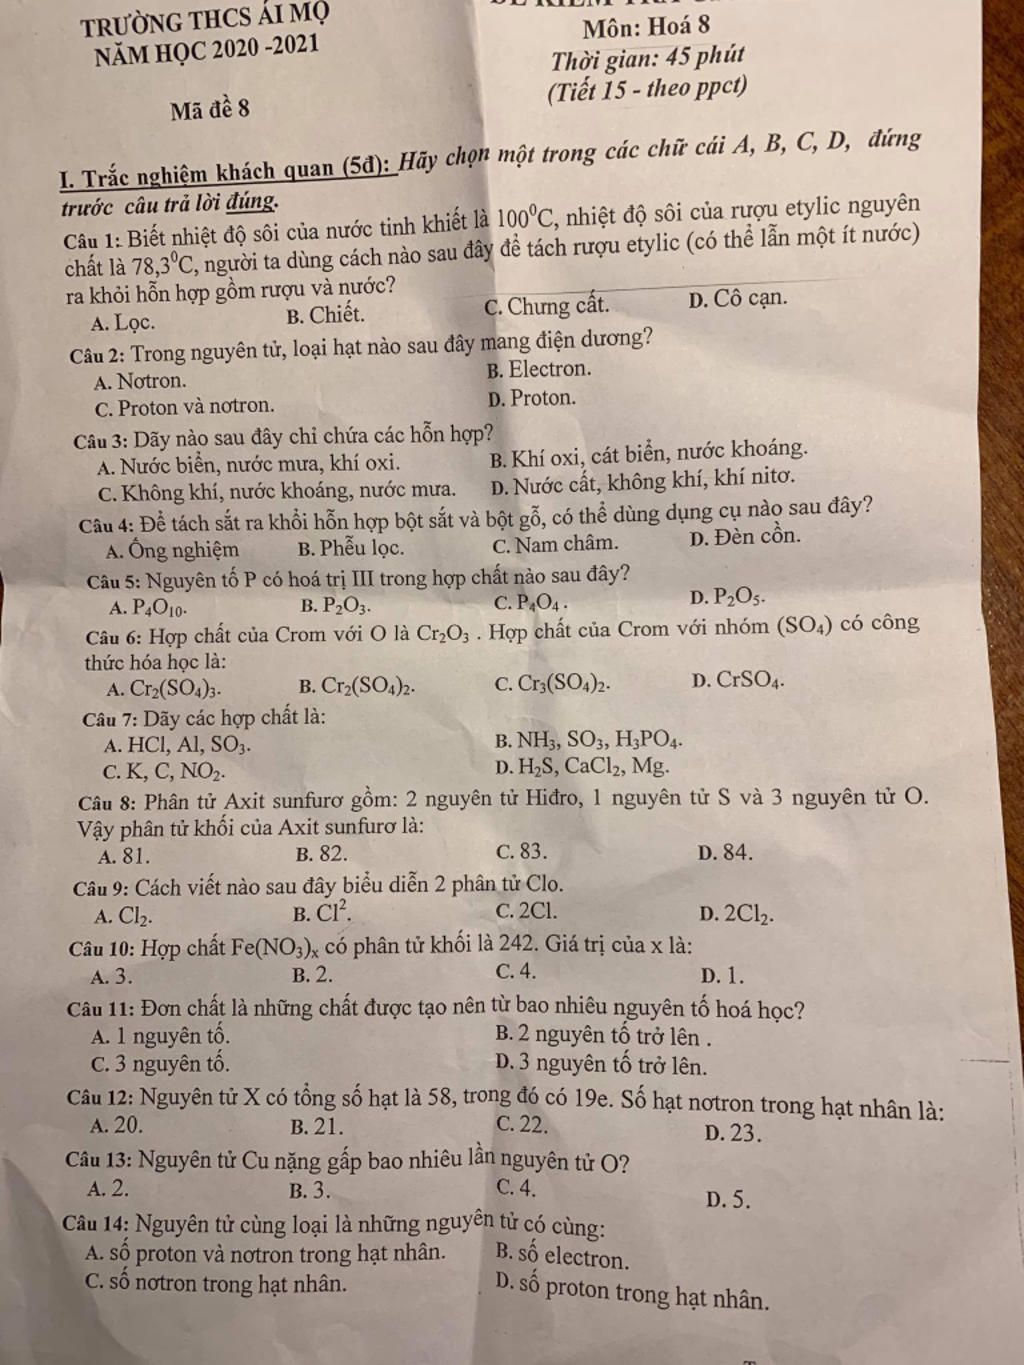 TRƯỜNG THCS ÁI MỘ
NĂM HỌC 2020 -2021
Mã đề 8
Môn: Hoá 8
Thời gian: 45 phút
(Tiết 15 - theo ppct)
I. Trắc nghiệm khách quan (5đ): Hãy chọn một trong các chữ cái A, B, C, D, đứng
trước câu trả lời đúng.
Câu 1: Biết nhiệt độ sôi của nước tinh khiết là 100⁰C, nhiệt độ sôi của rượu etylic nguyên
chất là 78,3⁰C, người ta dùng cách nào sau đây để tách rượu etylic (có thể lẫn một ít nước)
ra khỏi hỗn hợp gồm rượu và nước?
A. Lọc. B. Chiết. C. Chưng cất. D. Cô cạn.
Câu 2: Trong nguyên tử, loại hạt nào sau đây mang điện dương?
A. Nơtron. B. Electron.
C. Proton và nơtron. D. Proton.
Câu 3: Dãy nào sau đây chỉ chứa các hỗn hợp?
A. Nước biển, nước mưa, khí oxi. B. Khí oxi, cát biển, nước khoáng.
C. Không khí, nước khoáng, nước mưa. D. Nước cất, không khí, khí nitơ.
Câu 4: Để tách sắt ra khỏi hỗn hợp bột sắt và bột gỗ, có thể dùng dụng cụ nào sau đây?
A. Ống nghiệm B. Phễu lọc. C. Nam châm. D. Đèn cồn.
Câu 5: Nguyên tố P có hoá trị III trong hợp chất nào sau đây?
A. P₄O₁₀. B. P₂O₃. C. P₄O₄ . D. P₂O₅.
Câu 6: Hợp chất của Crom với O là Cr₂O₃ . Hợp chất của Crom với nhóm (SO₄) có công
thức hóa học là:
A. Cr₂(SO₄)₃. B. Cr₂(SO₄)₂. C. Cr₃(SO₄)₂. D. CrSO₄.
Câu 7: Dãy các hợp chất là:
A. HCl, Al, SO₃. B. NH₃, SO₃, H₃PO₄.
C. K, C, NO₂. D. H₂S, CaCl₂, Mg.
Câu 8: Phân tử Axit sunfurơ gồm: 2 nguyên tử Hiđro, 1 nguyên tử S và 3 nguyên tử O.
Vậy phân tử khối của Axit sunfurơ là:
A. 81. B. 82. C. 83. D. 84.
Câu 9: Cách viết nào sau đây biểu diễn 2 phân tử Clo.
A. Cl₂. B. Cl². C. 2Cl. D. 2Cl₂.
Câu 10: Hợp chất Fe(NO₃)ₓ có phân tử khối là 242. Giá trị của x là:
A. 3. B. 2. C. 4. D. 1.
Câu 11: Đơn chất là những chất được tạo nên từ bao nhiêu nguyên tố hoá học?
A. 1 nguyên tố. B. 2 nguyên tố trở lên .
C. 3 nguyên tố. D. 3 nguyên tố trở lên.
Câu 12: Nguyên tử X có tổng số hạt là 58, trong đó có 19e. Số hạt nơtron trong hạt nhân là:
A. 20. B. 21. C. 22. D. 23.
Câu 13: Nguyên tử Cu nặng gấp bao nhiêu lần nguyên tử O?
A. 2. B. 3. C. 4. D. 5.
Câu 14: Nguyên tử cùng loại là những nguyên tử có cùng:
A. số proton và nơtron trong hạt nhân. B. số electron.
C. số nơtron trong hạt nhân. D. số proton trong hạt nhân.